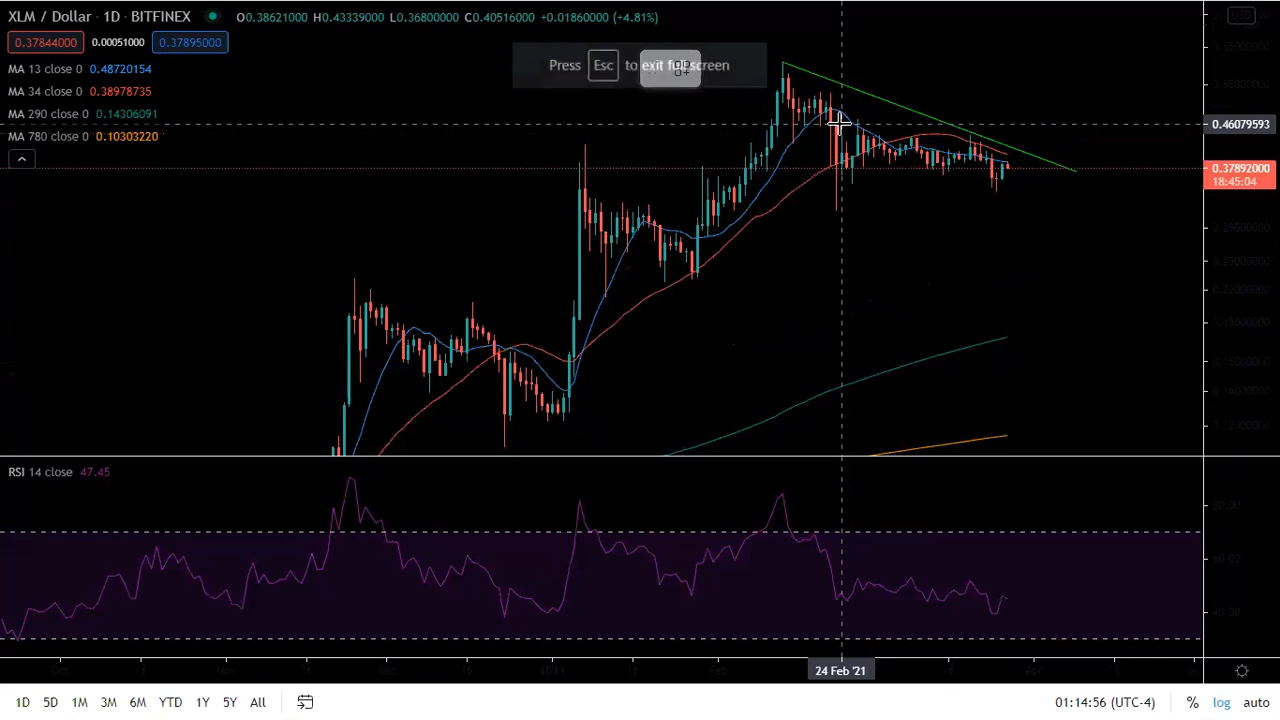 XLM / Dollar · 1D · BITFINEX O0.38621000 H0.43339000 L0.36800000 C0.40516000 +0.01860000 (+4.81%)
0.37844000 0.00051000 0.37895000
Press Esc to exit full screen
MA 13 close 0 0.48720154
MA 34 close 0 0.38978735
MA 290 close 0 0.14306091
MA 780 close 0 0.10303220
0.46079593
0.37892000
18:45:04
RSI 14 close 47.45
24 Feb '21
1D 5D 1M 3M 6M YTD 1Y 5Y All 01:14:56 (UTC-4) % log auto